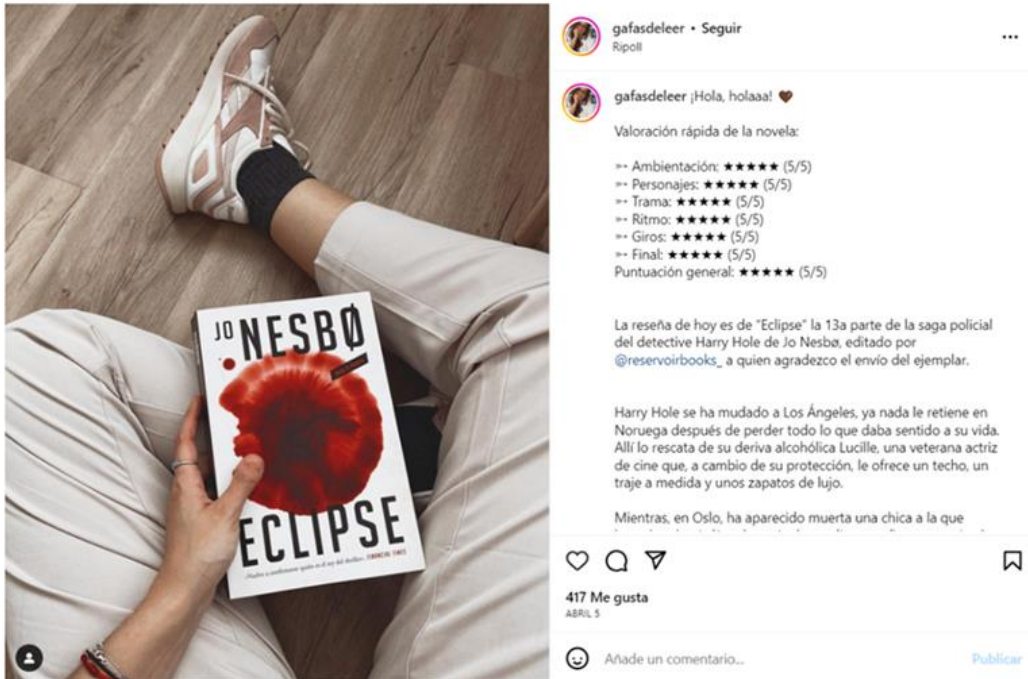 JO NESBØ
ECLIPSE
FINANCIAL TIMES
gafasdeleer • Seguir
Ripoll
gafasdeleer ¡Hola, holaaa! 🤎
Valoración rápida de la novela:
➳ Ambientación: ★★★★★ (5/5)
➳ Personajes: ★★★★★ (5/5)
➳ Trama: ★★★★★ (5/5)
➳ Ritmo: ★★★★★ (5/5)
➳ Giros: ★★★★★ (5/5)
➳ Final: ★★★★★ (5/5)
Puntuación general: ★★★★★ (5/5)
La reseña de hoy es de "Eclipse" la 13a parte de la saga policial
del detective Harry Hole de Jo Nesbø, editado por
@reservoirbooks_ a quien agradezco el envío del ejemplar.
Harry Hole se ha mudado a Los Ángeles, ya nada le retiene en
Noruega después de perder todo lo que daba sentido a su vida.
Allí lo rescata de su deriva alcohólica Lucille, una veterana actriz
de cine que, a cambio de su protección, le ofrece un techo, un
traje a medida y unos zapatos de lujo.
Mientras, en Oslo, ha aparecido muerta una chica a la que
417 Me gusta
ABRIL 5
Añade un comentario...
Publicar